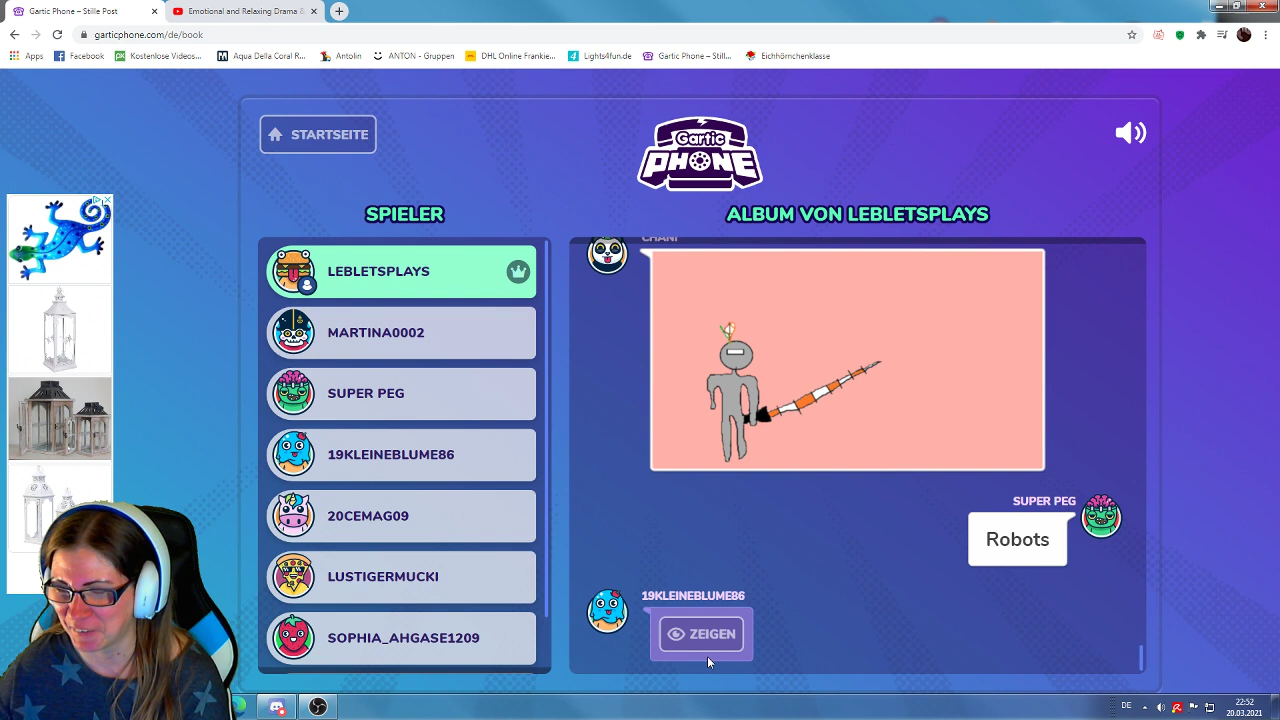 Gartic Phone – Stille Post
Emotional and Relaxing Drama &
garticphone.com/de/book
Apps
Facebook
Kostenlose Videos...
Aqua Della Coral R...
Antolin
ANTON - Gruppen
DHL Online Frankie...
Lights4fun.de
Gartic Phone – Still...
Eichhörnchenklasse
STARTSEITE
Gartic
PHONE
SPIELER
ALBUM VON LEBLETSPLAYS
LEBLETSPLAYS
MARTINA0002
SUPER PEG
19KLEINEBLUME86
20CEMAG09
LUSTIGERMUCKI
SOPHIA_AHGASE1209
CHANI
SUPER PEG
Robots
19KLEINEBLUME86
ZEIGEN
DE
22:52
20.03.2021